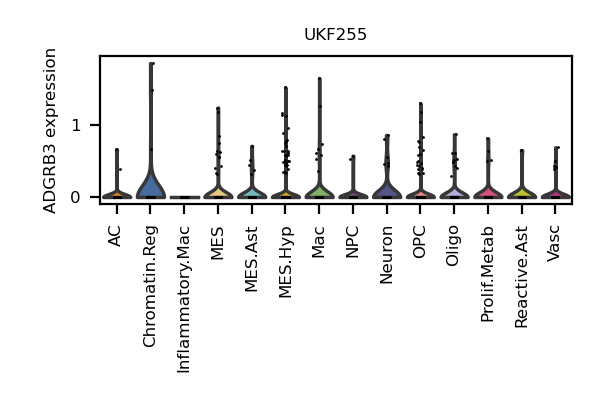 UKF255
ADGRB3 expression
1
0
AC
Chromatin.Reg
Inflammatory.Mac
MES
MES.Ast
MES.Hyp
Mac
NPC
Neuron
OPC
Oligo
Prolif.Metab
Reactive.Ast
Vasc